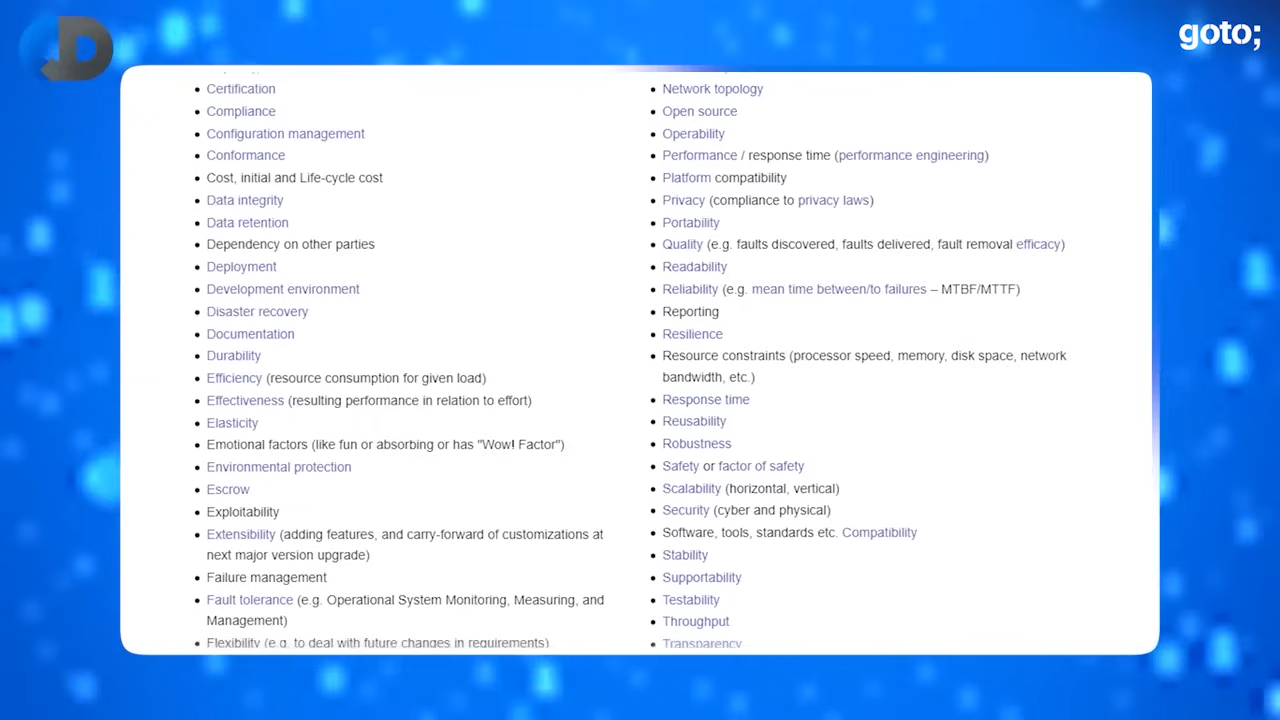 goto;
Certification
Compliance
Configuration management
Conformance
Cost, initial and Life-cycle cost
Data integrity
Data retention
Dependency on other parties
Deployment
Development environment
Disaster recovery
Documentation
Durability
Efficiency (resource consumption for given load)
Effectiveness (resulting performance in relation to effort)
Elasticity
Emotional factors (like fun or absorbing or has "Wow! Factor")
Environmental protection
Escrow
Exploitability
Extensibility (adding features, and carry-forward of customizations at
next major version upgrade)
Failure management
Fault tolerance (e.g. Operational System Monitoring, Measuring, and
Management)
Flexibility (e.g. to deal with future changes in requirements)
Network topology
Open source
Operability
Performance / response time (performance engineering)
Platform compatibility
Privacy (compliance to privacy laws)
Portability
Quality (e.g. faults discovered, faults delivered, fault removal efficacy)
Readability
Reliability (e.g. mean time between/to failures – MTBF/MTTF)
Reporting
Resilience
Resource constraints (processor speed, memory, disk space, network
bandwidth, etc.)
Response time
Reusability
Robustness
Safety or factor of safety
Scalability (horizontal, vertical)
Security (cyber and physical)
Software, tools, standards etc. Compatibility
Stability
Supportability
Testability
Throughput
Transparency